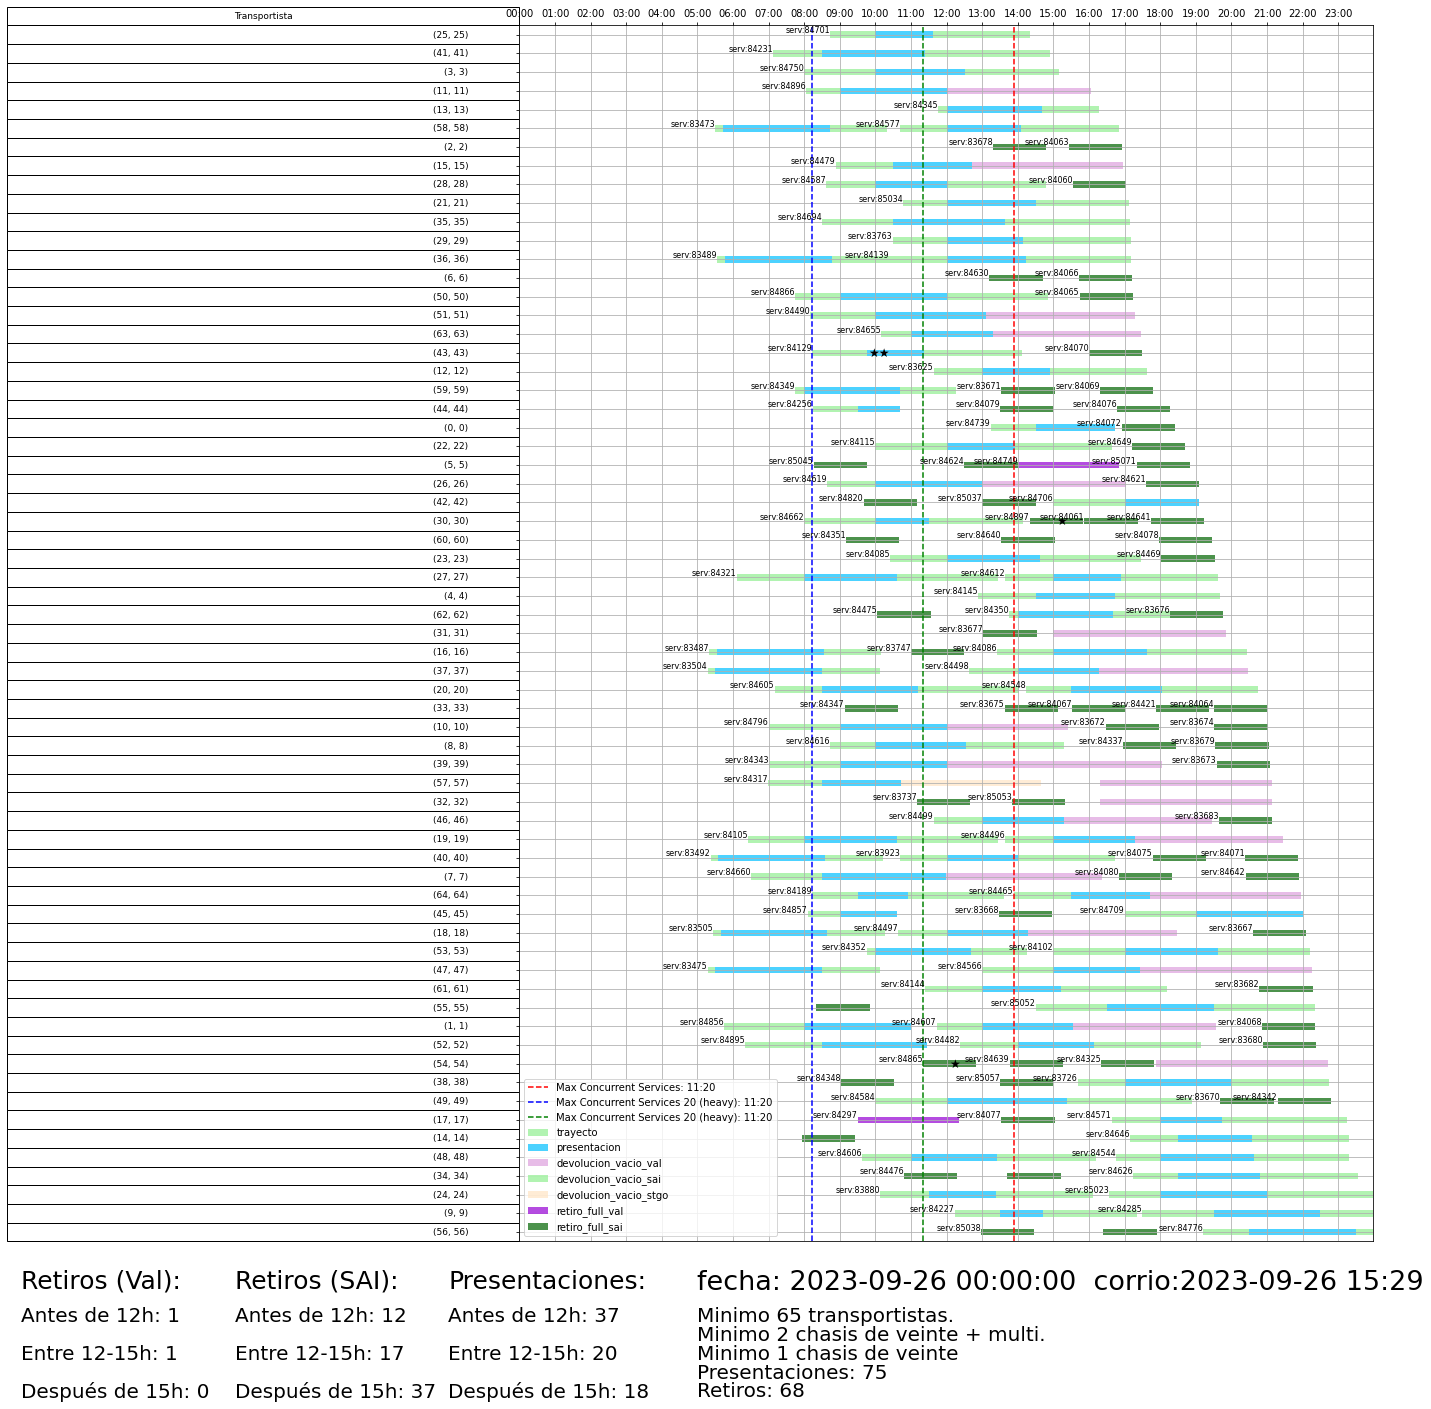 Transportista 00:00 01:00 02:00 03:00 04:00 05:00 06:00 07:00 08:00 09:00 10:00 11:00 12:00 13:00 14:00 15:00 16:00 17:00 18:00 19:00 20:00 21:00 22:00 23:00
(25, 25) serv:84701
(41, 41) serv:84231
(3, 3) serv:84750
(11, 11) serv:84896
(13, 13) serv:84345
(58, 58) serv:83473 serv:84577
(2, 2) serv:83678 serv:84063
(15, 15) serv:84479
(28, 28) serv:84587 serv:84060
(21, 21) serv:85034
(35, 35) serv:84694
(29, 29) serv:83763
(36, 36) serv:83489 serv:84139
(6, 6) serv:84630 serv:84066
(50, 50) serv:84866 serv:84065
(51, 51) serv:84490
(63, 63) serv:84655
(43, 43) serv:84129 serv:84070
(12, 12) serv:83625
(59, 59) serv:84349 serv:83671 serv:84069
(44, 44) serv:84256 serv:84079 serv:84076
(0, 0) serv:84739 serv:84072
(22, 22) serv:84115 serv:84649
(5, 5) serv:85045 serv:84624 serv:84749 serv:85071
(26, 26) serv:84519 serv:84621
(42, 42) serv:84820 serv:85037 serv:84706
(30, 30) serv:84662 serv:84897 serv:84061 serv:84641
(60, 60) serv:84351 serv:84640 serv:84078
(23, 23) serv:84085 serv:84469
(27, 27) serv:84321 serv:84612
(4, 4) serv:84145
(62, 62) serv:84475 serv:84350 serv:83676
(31, 31) serv:83677
(16, 16) serv:83487 serv:83747 serv:84086
(37, 37) serv:83504 serv:84498
(20, 20) serv:84605 serv:84548
(33, 33) serv:84347 serv:83675 serv:84067 serv:84421 serv:84064
(10, 10) serv:84796 serv:83672 serv:83674
(8, 8) serv:84616 serv:84337 serv:83679
(39, 39) serv:84343 serv:83673
(57, 57) serv:84317
(32, 32) serv:83737 serv:85053
(46, 46) serv:84499 serv:83683
(19, 19) serv:84105 serv:84496
(40, 40) serv:83492 serv:83923 serv:84075 serv:84071
(7, 7) serv:84660 serv:84080 serv:84642
(64, 64) serv:84189 serv:84465
(45, 45) serv:84857 serv:83668 serv:84709
(18, 18) serv:83505 serv:84497 serv:83667
(53, 53) serv:84352 serv:84102
(47, 47) serv:83475 serv:84566
(61, 61) serv:84144 serv:83682
(55, 55) serv:85052
(1, 1) serv:84856 serv:84607 serv:84068
(52, 52) serv:84895 serv:84482 serv:83680
(54, 54) serv:84865 serv:84639 serv:84325
(38, 38) serv:84348 serv:85057 serv:83726
(49, 49) serv:84584 serv:83670 serv:84342
(17, 17) serv:84297 serv:84077 serv:84571
(14, 14) serv:84646
(48, 48) serv:84606 serv:84544
(34, 34) serv:84476 serv:84626
(24, 24) serv:83880 serv:85023
(9, 9) serv:84227 serv:84285
(56, 56) serv:85038 serv:84776
Max Concurrent Services: 11:20
Max Concurrent Services 20 (heavy): 11:20
Max Concurrent Services 20 (heavy): 11:20
trayecto
presentacion
devolucion_vacio_val
devolucion_vacio_sai
devolucion_vacio_stgo
retiro_full_val
retiro_full_sai
Retiros (Val): Retiros (SAI): Presentaciones: fecha: 2023-09-26 00:00:00 corrio:2023-09-26 15:29
Antes de 12h: 1 Antes de 12h: 12 Antes de 12h: 37 Minimo 65 transportistas.
Minimo 2 chasis de veinte + multi.
Entre 12-15h: 1 Entre 12-15h: 17 Entre 12-15h: 20 Minimo 1 chasis de veinte
Presentaciones: 75
Después de 15h: 0 Después de 15h: 37 Después de 15h: 18 Retiros: 68